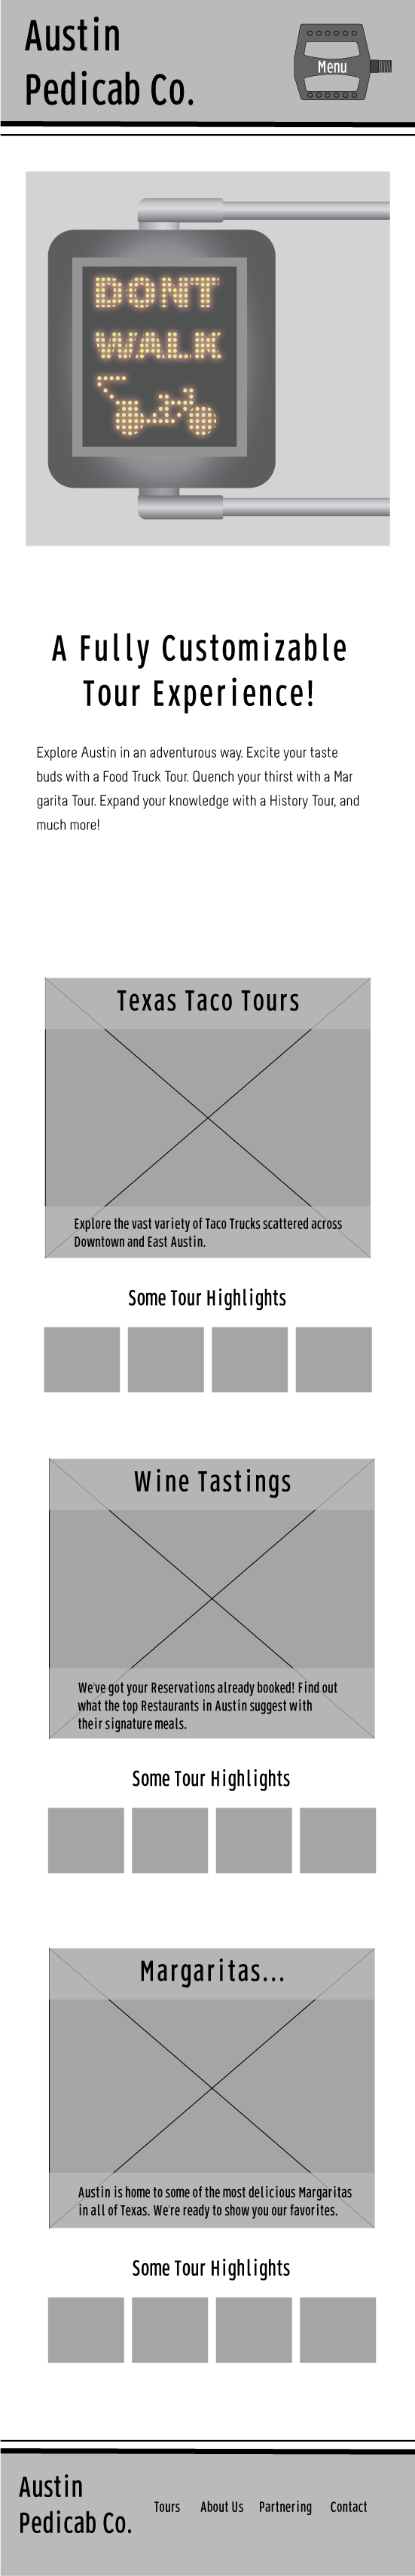 Austin
Pedicab Co.
Menu
DONT
WALK
A Fully Customizable
Tour Experience!
Explore Austin in an adventurous way. Excite your taste
buds with a Food Truck Tour. Quench your thirst with a Mar
garita Tour. Expand your knowledge with a History Tour, and
much more!
Texas Taco Tours
Explore the vast variety of Taco Trucks scattered across
Downtown and East Austin.
Some Tour Highlights
Wine Tastings
We've got your Reservations already booked! Find out
what the top Restaurants in Austin suggest with
their signature meals.
Some Tour Highlights
Margaritas...
Austin is home to some of the most delicious Margaritas
in all of Texas. We're ready to show you our favorites.
Some Tour Highlights
Austin
Pedicab Co.
Tours About Us Partnering Contact